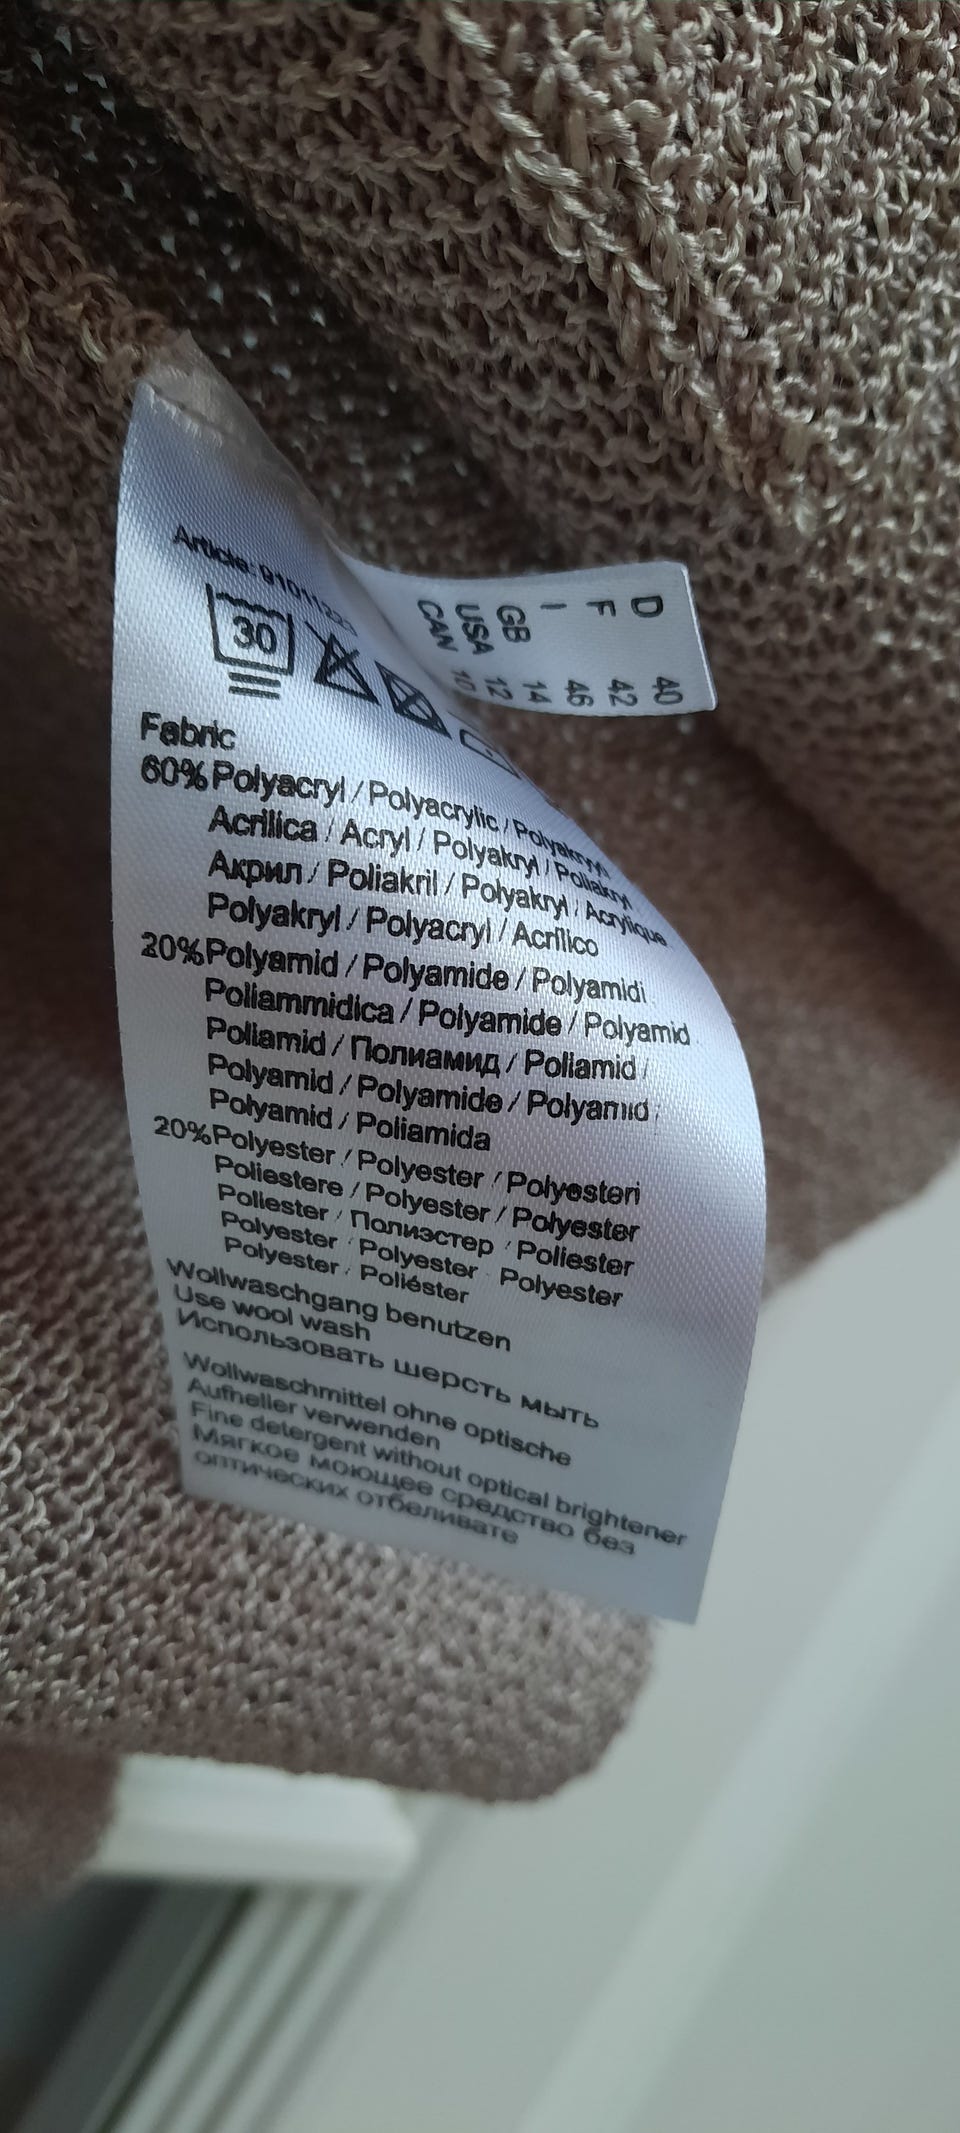 Article:
30
D 40
F 42
I 46
GB 14
USA 12
CAN 10
Fabric
60% Polyacryl / Polyacrylic / Polyakryyli
Acrilica / Acryl / Polyakryl / Poliakryl
Акрил / Poliakril / Polyakryl / Acrylique
Polyakryl / Polyacryl / Acrílico
20% Polyamid / Polyamide / Polyamidi
Poliammidica / Polyamide / Polyamid
Poliamid / Полиамид / Poliamid /
Polyamid / Polyamide / Polyamid /
Polyamid / Poliamida
20% Polyester / Polyester / Polyesteri
Poliestere / Polyester / Polyester
Poliester / Полиэстер / Poliester
Polyester / Polyester / Polyester
Polyester / Poliéster
Wollwaschgang benutzen
Use wool wash
Использовать шерсть мыть
Wollwaschmittel ohne optische
Aufheller verwenden
Fine detergent without optical brightener
Мягкое моющее средство без
оптических отбеливате